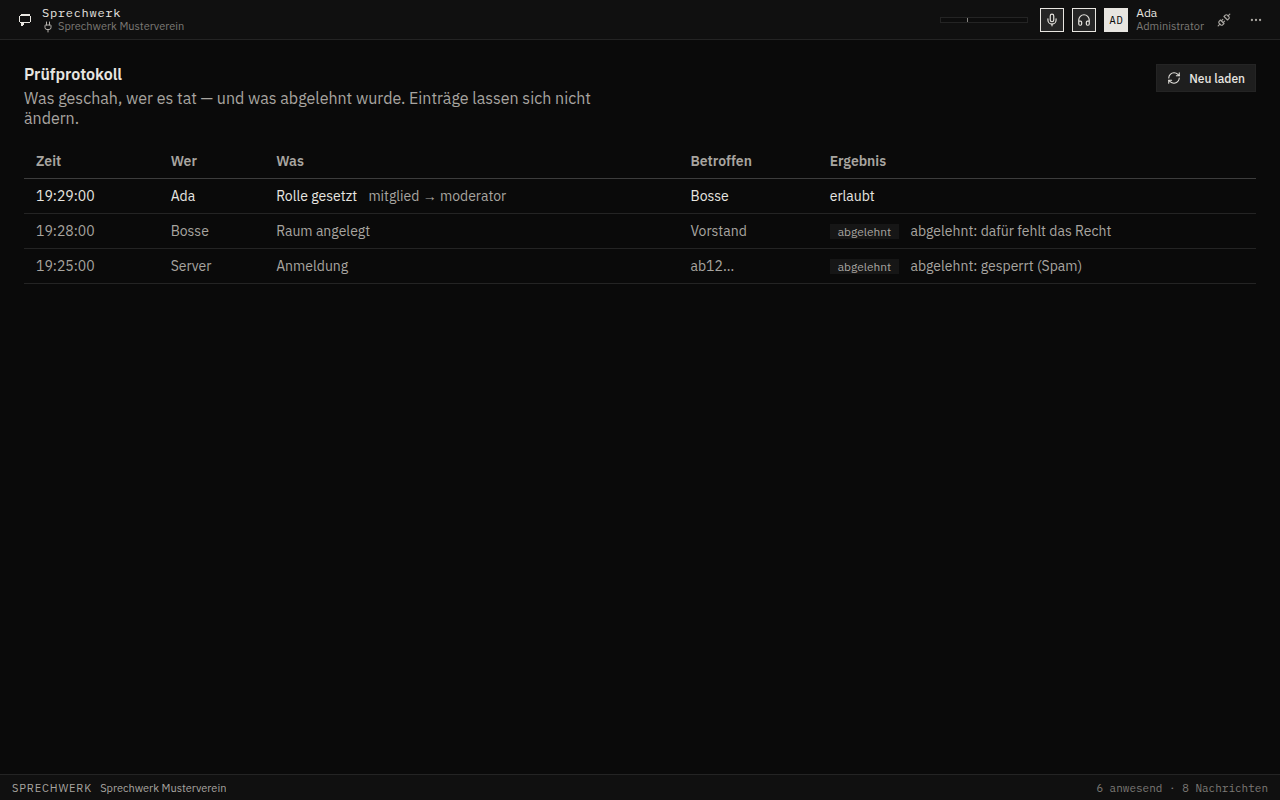 Sprechwerk
Sprechwerk Musterverein
AD
Ada
Administrator
Prüfprotokoll
Was geschah, wer es tat — und was abgelehnt wurde. Einträge lassen sich nicht
ändern.
Neu laden
Zeit Wer Was Betroffen Ergebnis
19:29:00 Ada Rolle gesetzt mitglied → moderator Bosse erlaubt
19:28:00 Bosse Raum angelegt Vorstand abgelehnt abgelehnt: dafür fehlt das Recht
19:25:00 Server Anmeldung ab12… abgelehnt abgelehnt: gesperrt (Spam)
SPRECHWERK Sprechwerk Musterverein
6 anwesend · 8 Nachrichten